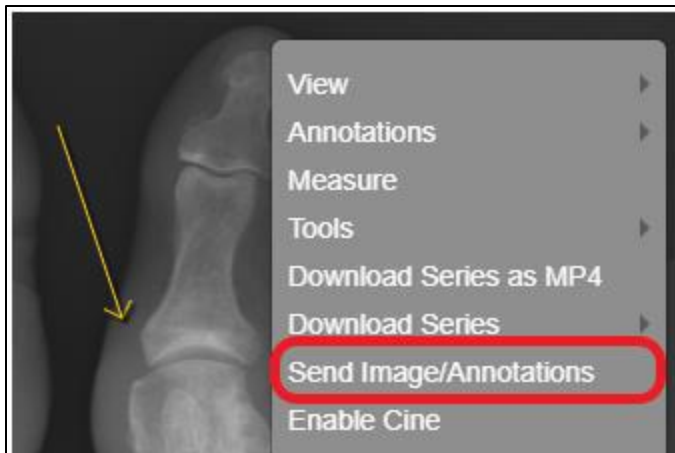 View
Annotations
Measure
Tools
Download Series as MP4
Download Series
Send Image/Annotations
Enable Cine